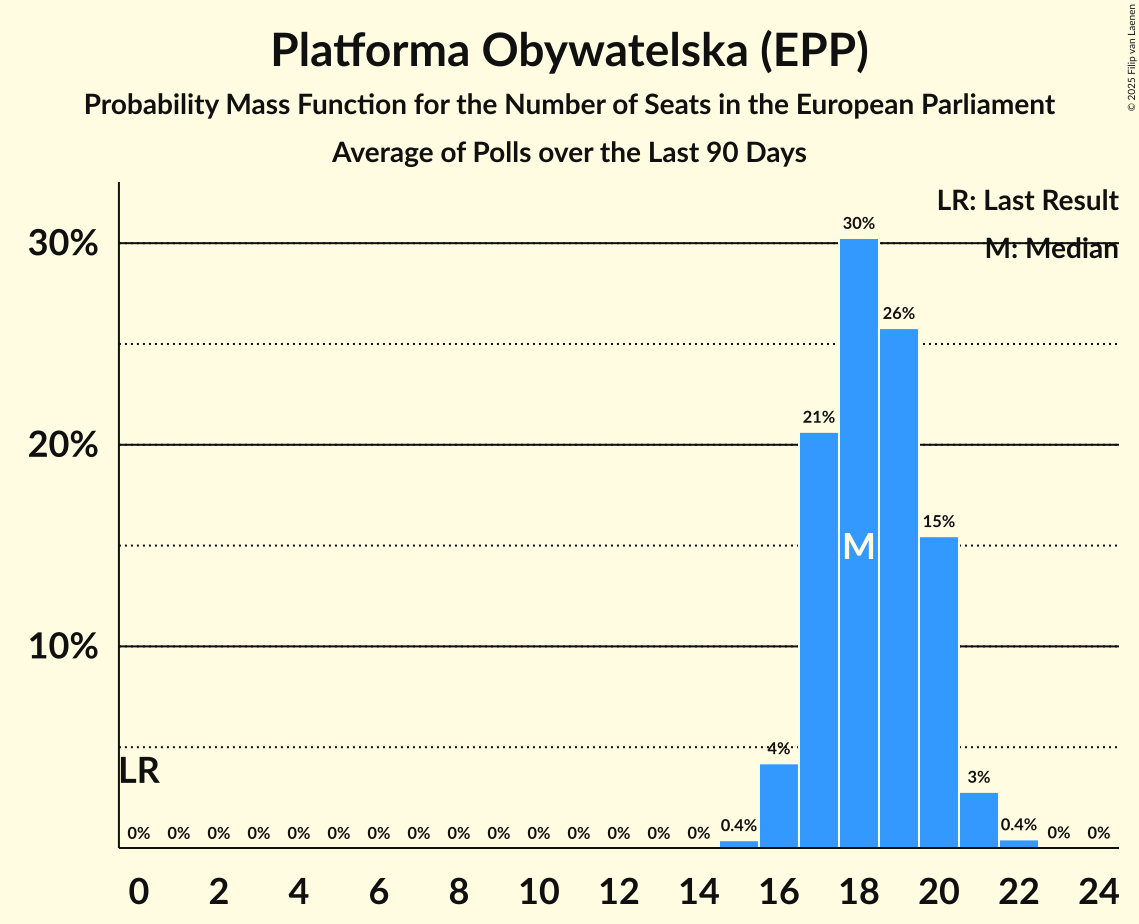 Platforma Obywatelska (EPP)
Probability Mass Function for the Number of Seats in the European Parliament
Average of Polls over the Last 90 Days
© 2025 Filip van Laenen
LR: Last Result
M: Median
30%
20%
10%
30%
26%
21%
15%
M
4%
3%
LR
0% 0% 0% 0% 0% 0% 0% 0% 0% 0% 0% 0% 0% 0% 0% 0.4% 0.4% 0% 0%
0 2 4 6 8 10 12 14 16 18 20 22 24